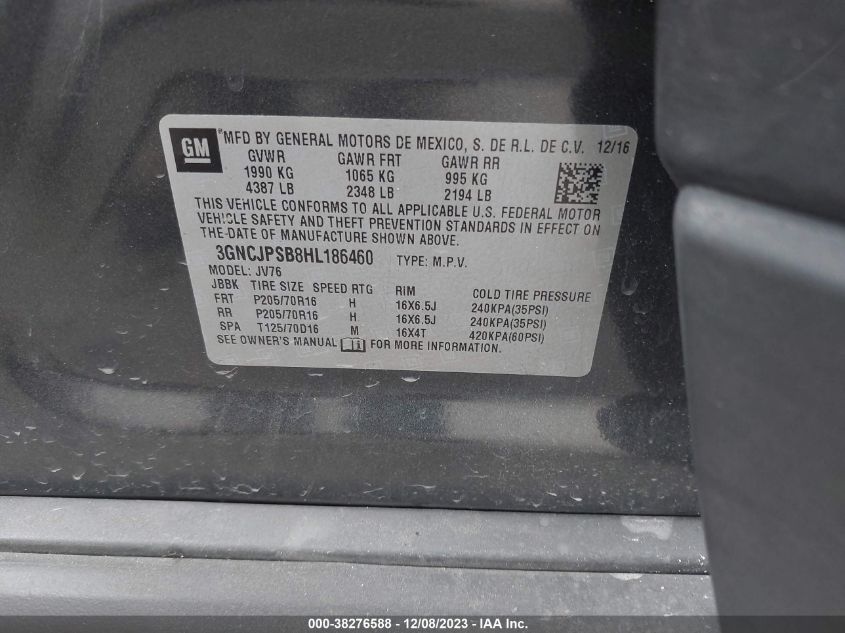 GM
MFD BY GENERAL MOTORS DE MEXICO, S. DE R.L. DE C.V. 12/16
GVWR GAWR FRT GAWR RR
1990 KG 1065 KG 995 KG
4387 LB 2348 LB 2194 LB
THIS VEHICLE CONFORMS TO ALL APPLICABLE U.S. FEDERAL MOTOR
VEHICLE SAFETY AND THEFT PREVENTION STANDARDS IN EFFECT ON
THE DATE OF MANUFACTURE SHOWN ABOVE.
3GNCJPSB8HL186460 TYPE: M.P.V.
MODEL: JV76
JBBK TIRE SIZE SPEED RTG RIM COLD TIRE PRESSURE
FRT P205/70R16 H 16X6.5J 240KPA(35PSI)
RR P205/70R16 H 16X6.5J 240KPA(35PSI)
SPA T125/70D16 M 16X4T 420KPA(60PSI)
SEE OWNER'S MANUAL FOR MORE INFORMATION.
000-38276588 - 12/08/2023 - IAA Inc.